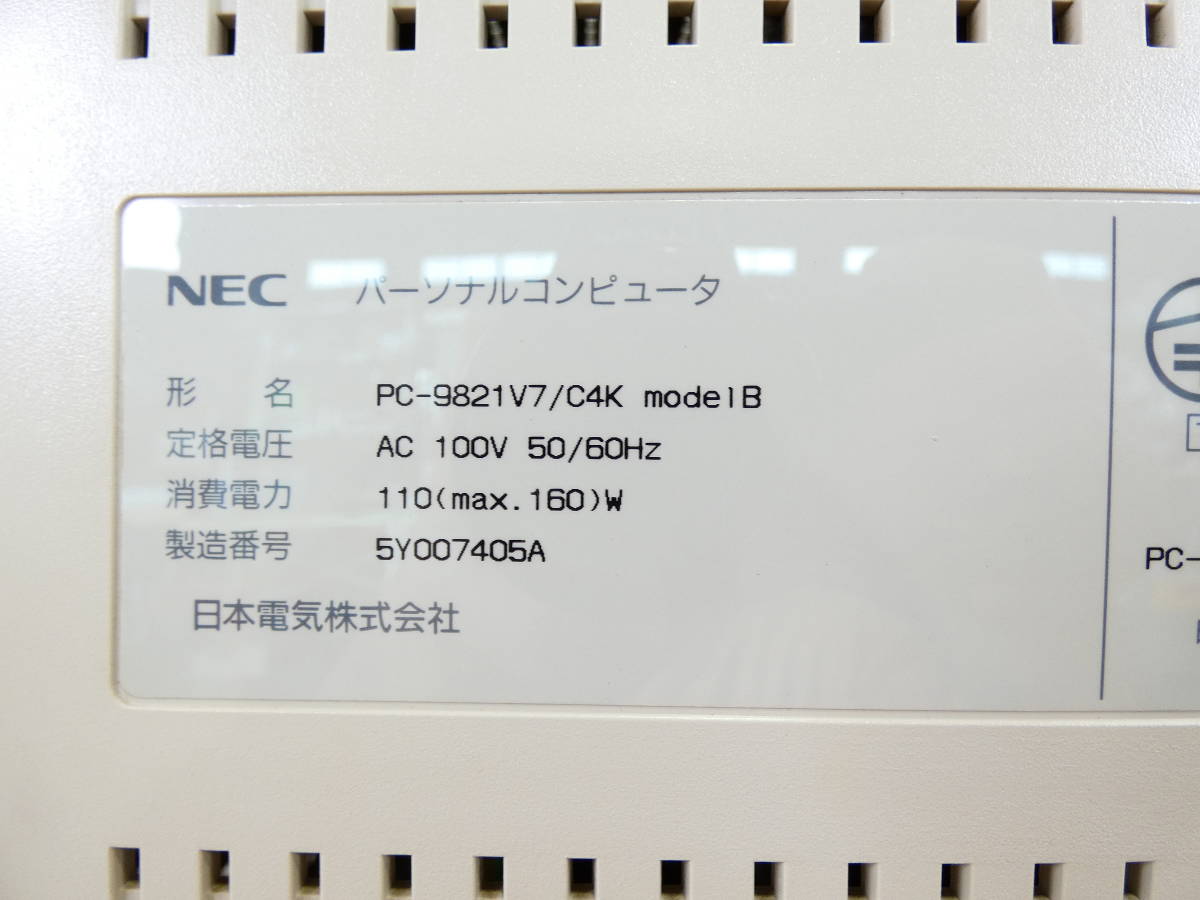 NEC パーソナルコンピュータ
形 名 PC-9821V7/C4K modelB
定格電圧 AC 100V 50/60Hz
消費電力 110(max.160)W
製造番号 5Y007405A
日本電気株式会社
PC-